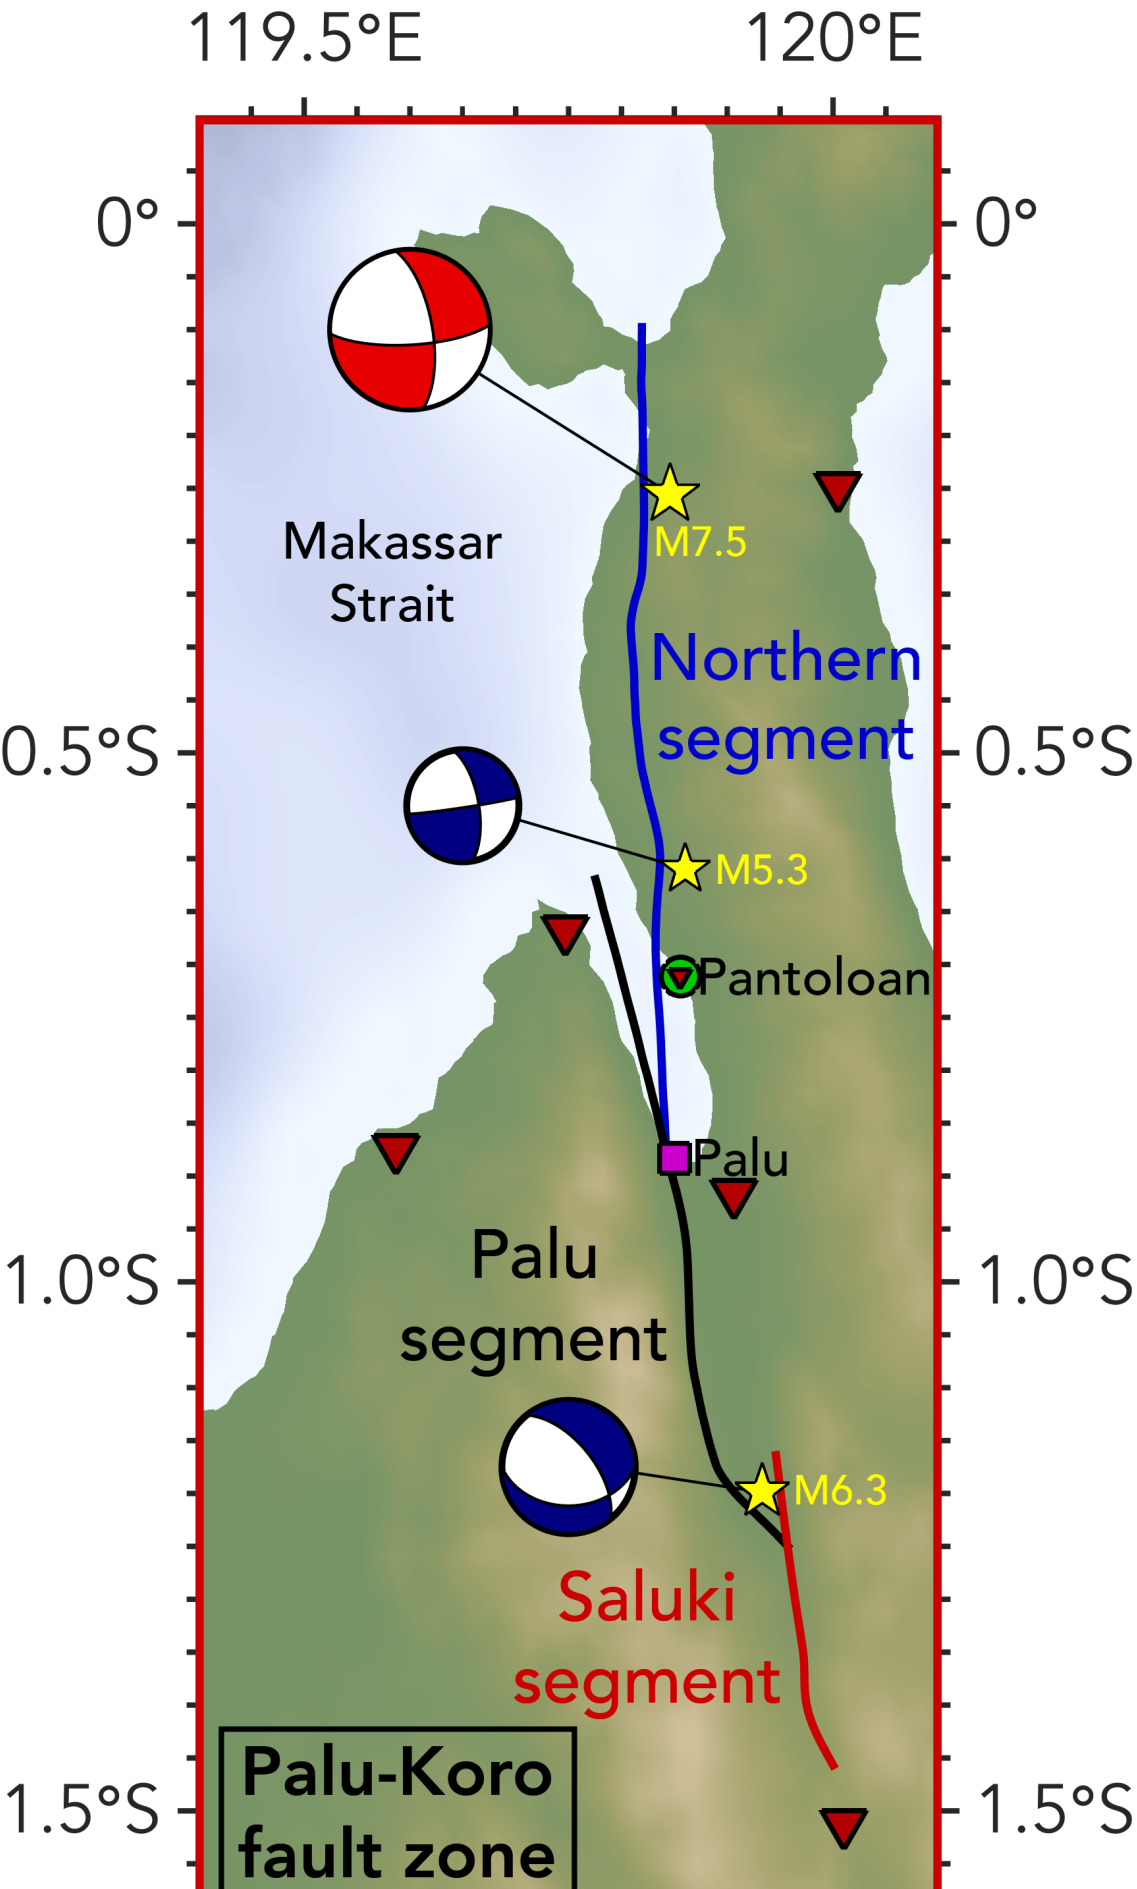 119.5°E
120°E
0°
0°
Makassar
Strait
M7.5
Northern
segment
0.5°S
0.5°S
M5.3
Pantoloan
Palu
Palu
segment
1.0°S
1.0°S
M6.3
Saluki
segment
Palu-Koro
fault zone
1.5°S
1.5°S